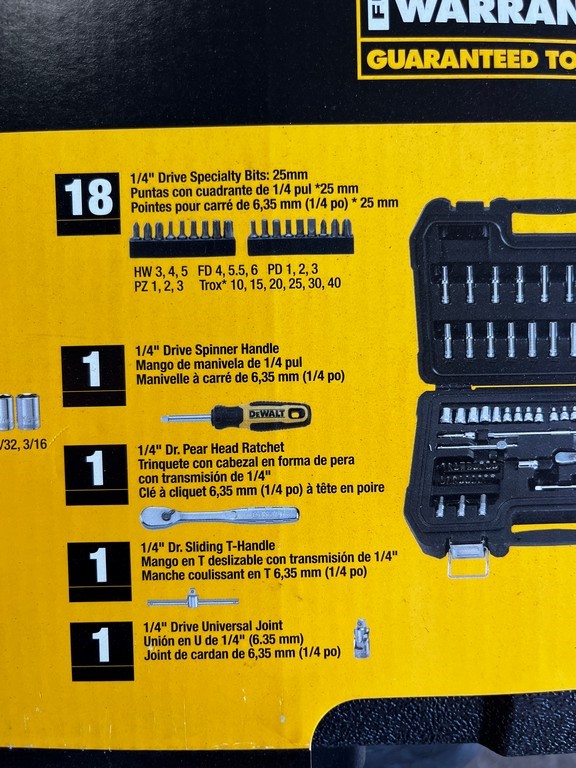 WARRAN
GUARANTEED TO
18
1/4" Drive Specialty Bits: 25mm
Puntas con cuadrante de 1/4 pul *25 mm
Pointes pour carré de 6,35 mm (1/4 po) * 25 mm
HW 3, 4, 5 FD 4, 5.5, 6 PD 1, 2, 3
PZ 1, 2, 3 Trox* 10, 15, 20, 25, 30, 40
1
1/4" Drive Spinner Handle
Mango de manivela de 1/4 pul
Manivelle à carré de 6,35 mm (1/4 po)
DEWALT
/32, 3/16
1
1/4" Dr. Pear Head Ratchet
Trinquete con cabezal en forma de pera
con transmisión de 1/4"
Clé à cliquet 6,35 mm (1/4 po) à tête en poire
1
1/4" Dr. Sliding T-Handle
Mango en T deslizable con transmisión de 1/4"
Manche coulissant en T 6,35 mm (1/4 po)
1
1/4" Drive Universal Joint
Unión en U de 1/4" (6.35 mm)
Joint de cardan de 6,35 mm (1/4 po)